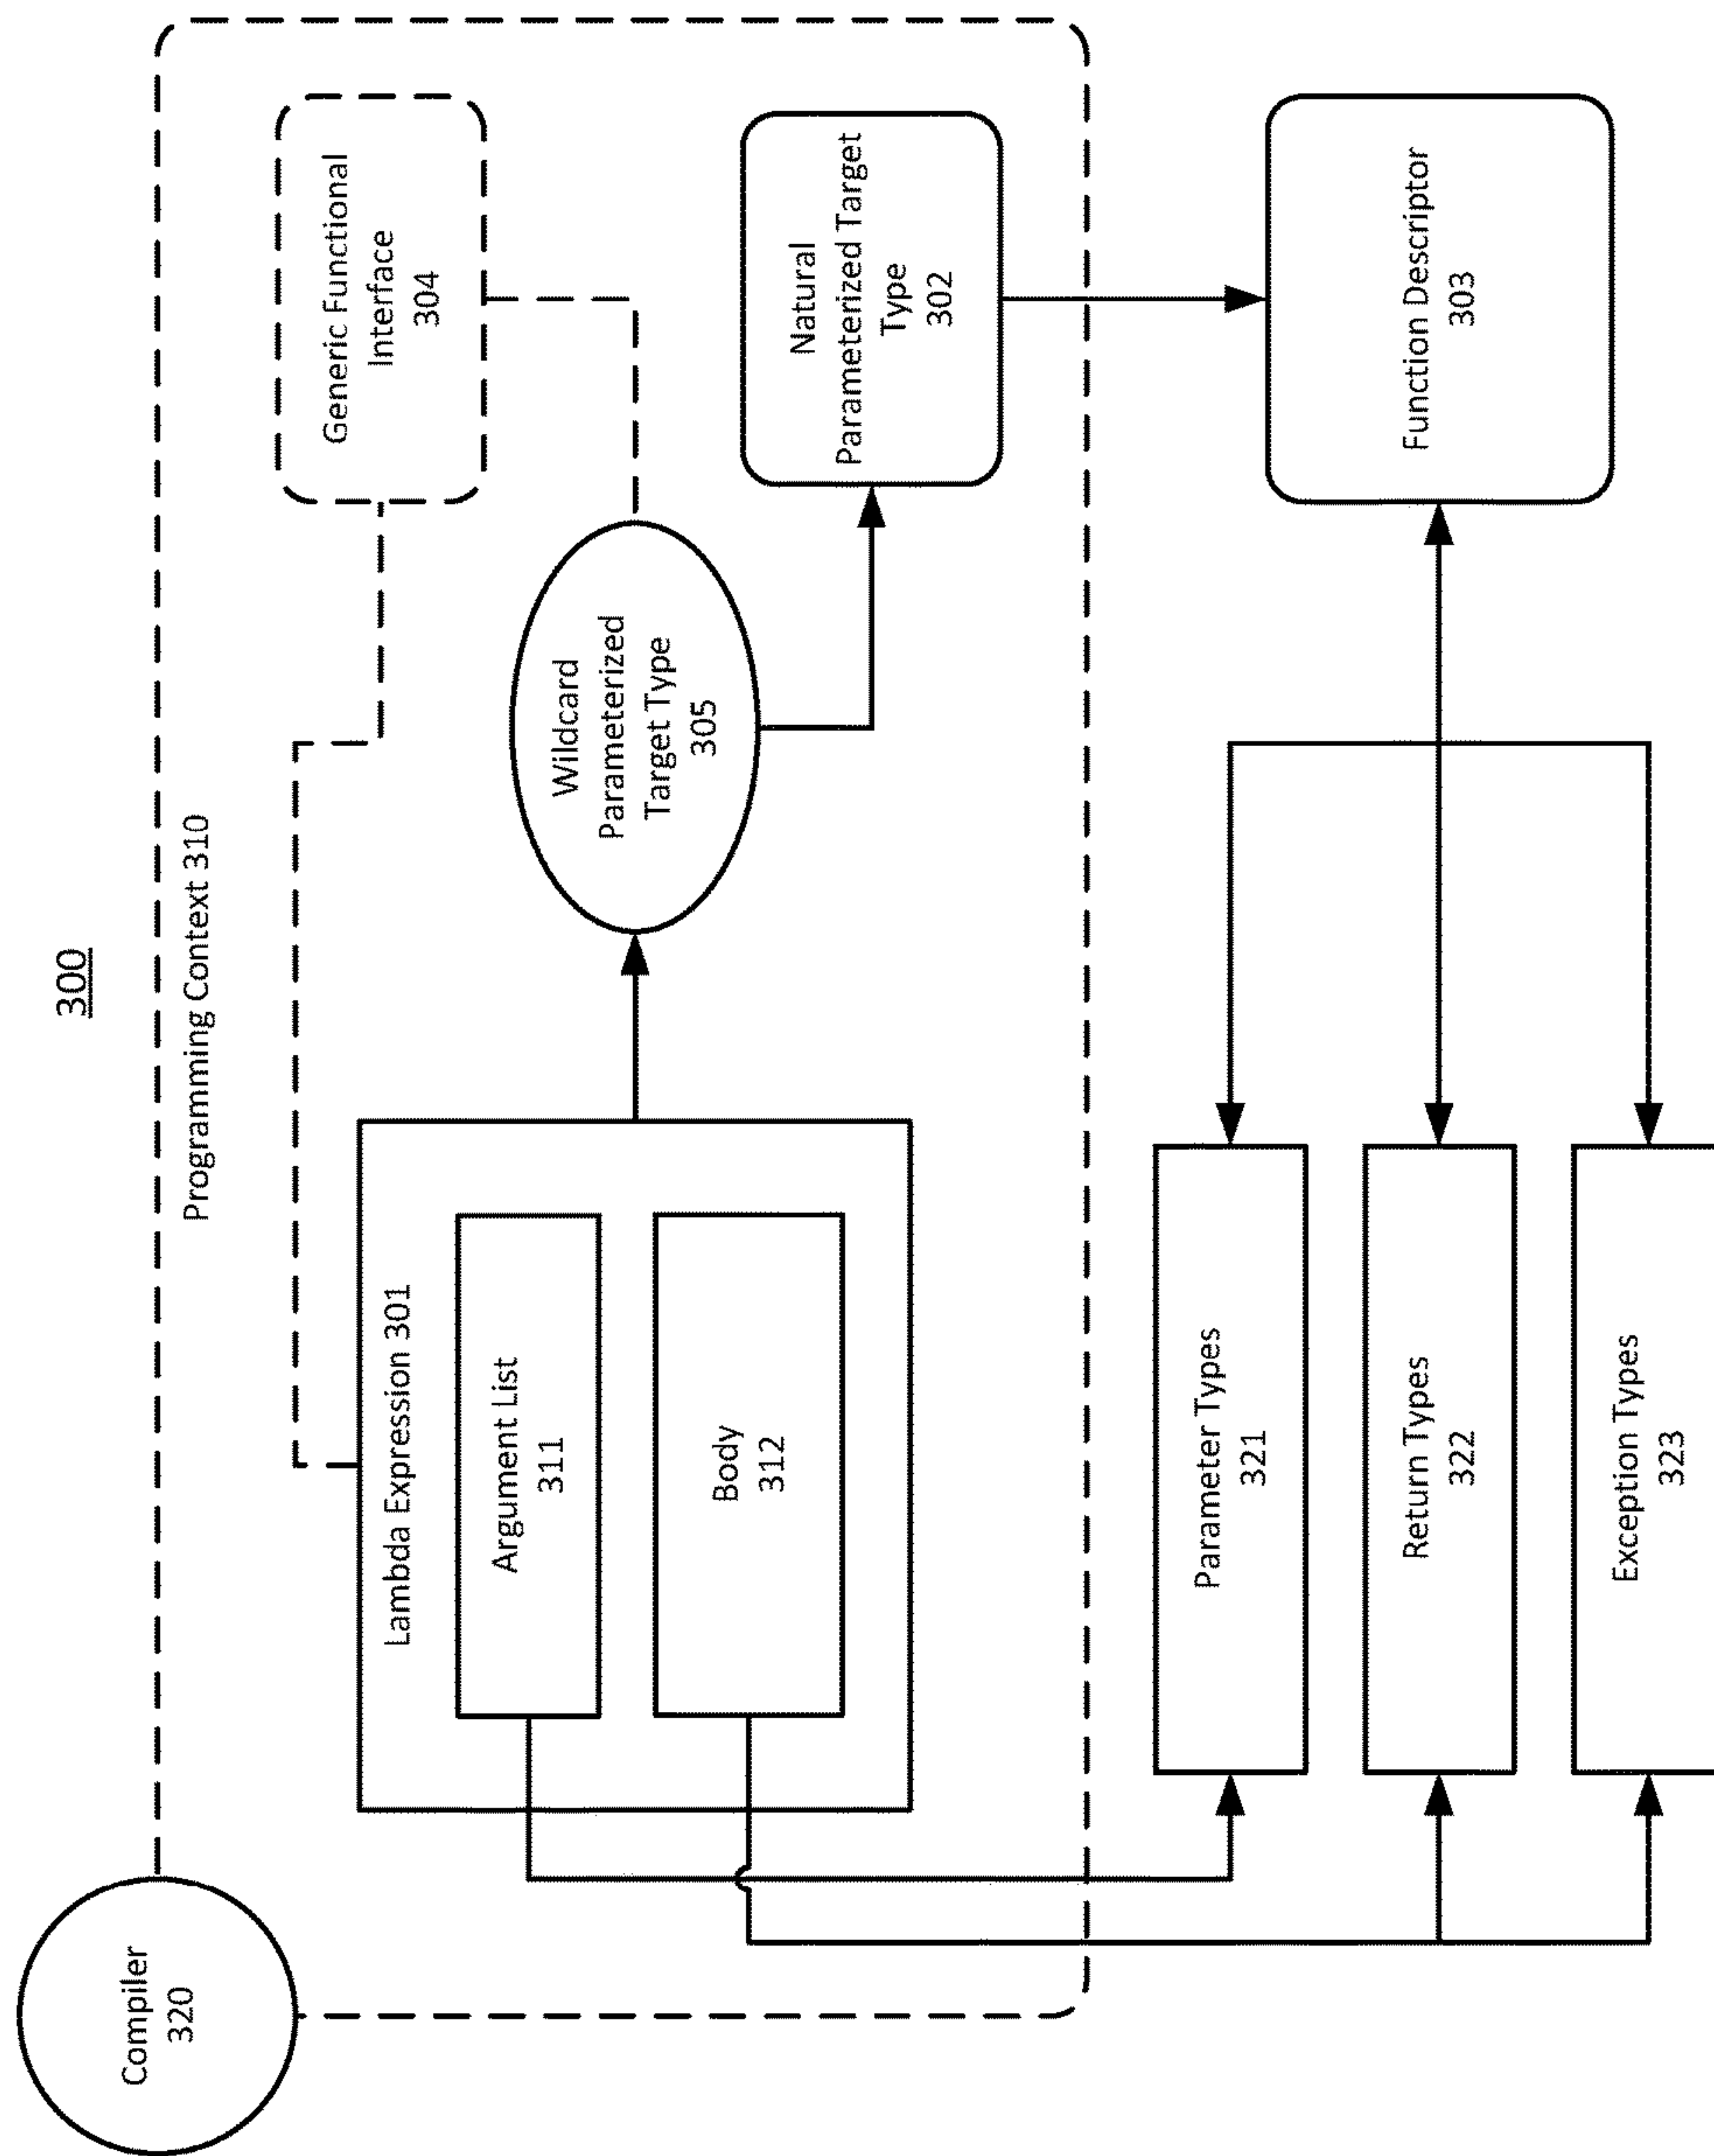 300
Compiler
320
Programming Context 310
Lambda Expression 301
Argument List
311
Body
312
Generic Functional
Interface
304
Wildcard
Parameterized
Target Type
305
Natural
Parameterized Target
Type
302
Parameter Types
321
Return Types
322
Exception Types
323
Function Descriptor
303